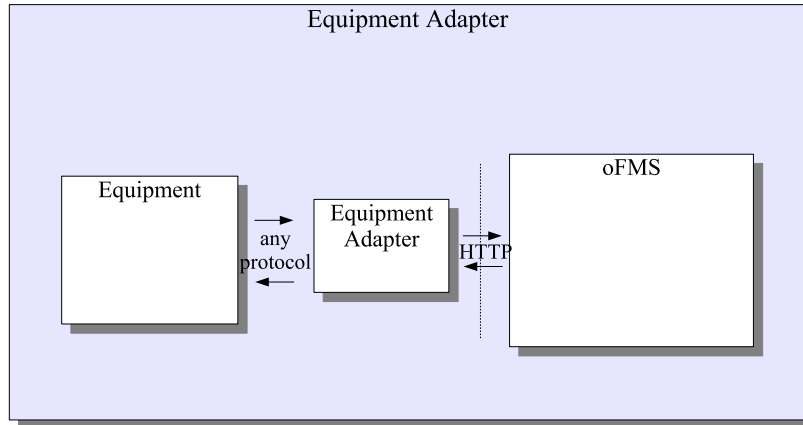 Equipment Adapter
Equipment
any
protocol
Equipment
Adapter
HTTP
oFMS